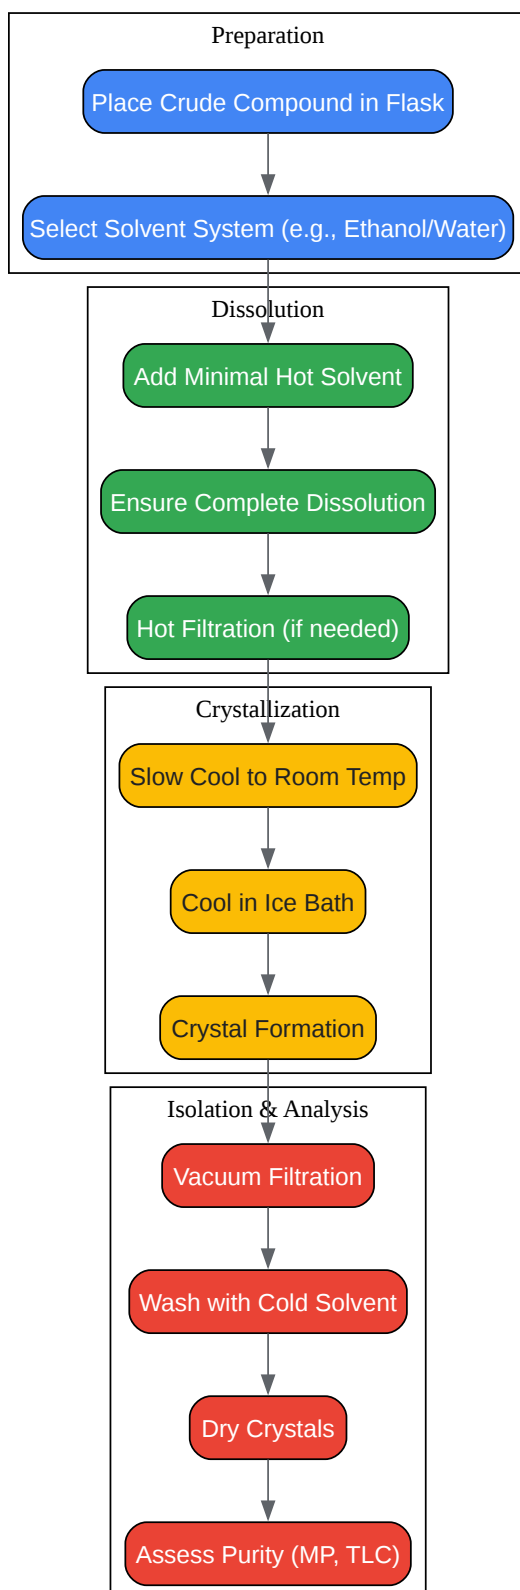 Preparation
Place Crude Compound in Flask
Select Solvent System (e.g., Ethanol/Water)
Dissolution
Add Minimal Hot Solvent
Ensure Complete Dissolution
Hot Filtration (if needed)
Crystallization
Slow Cool to Room Temp
Cool in Ice Bath
Crystal Formation
Isolation & Analysis
Vacuum Filtration
Wash with Cold Solvent
Dry Crystals
Assess Purity (MP, TLC)